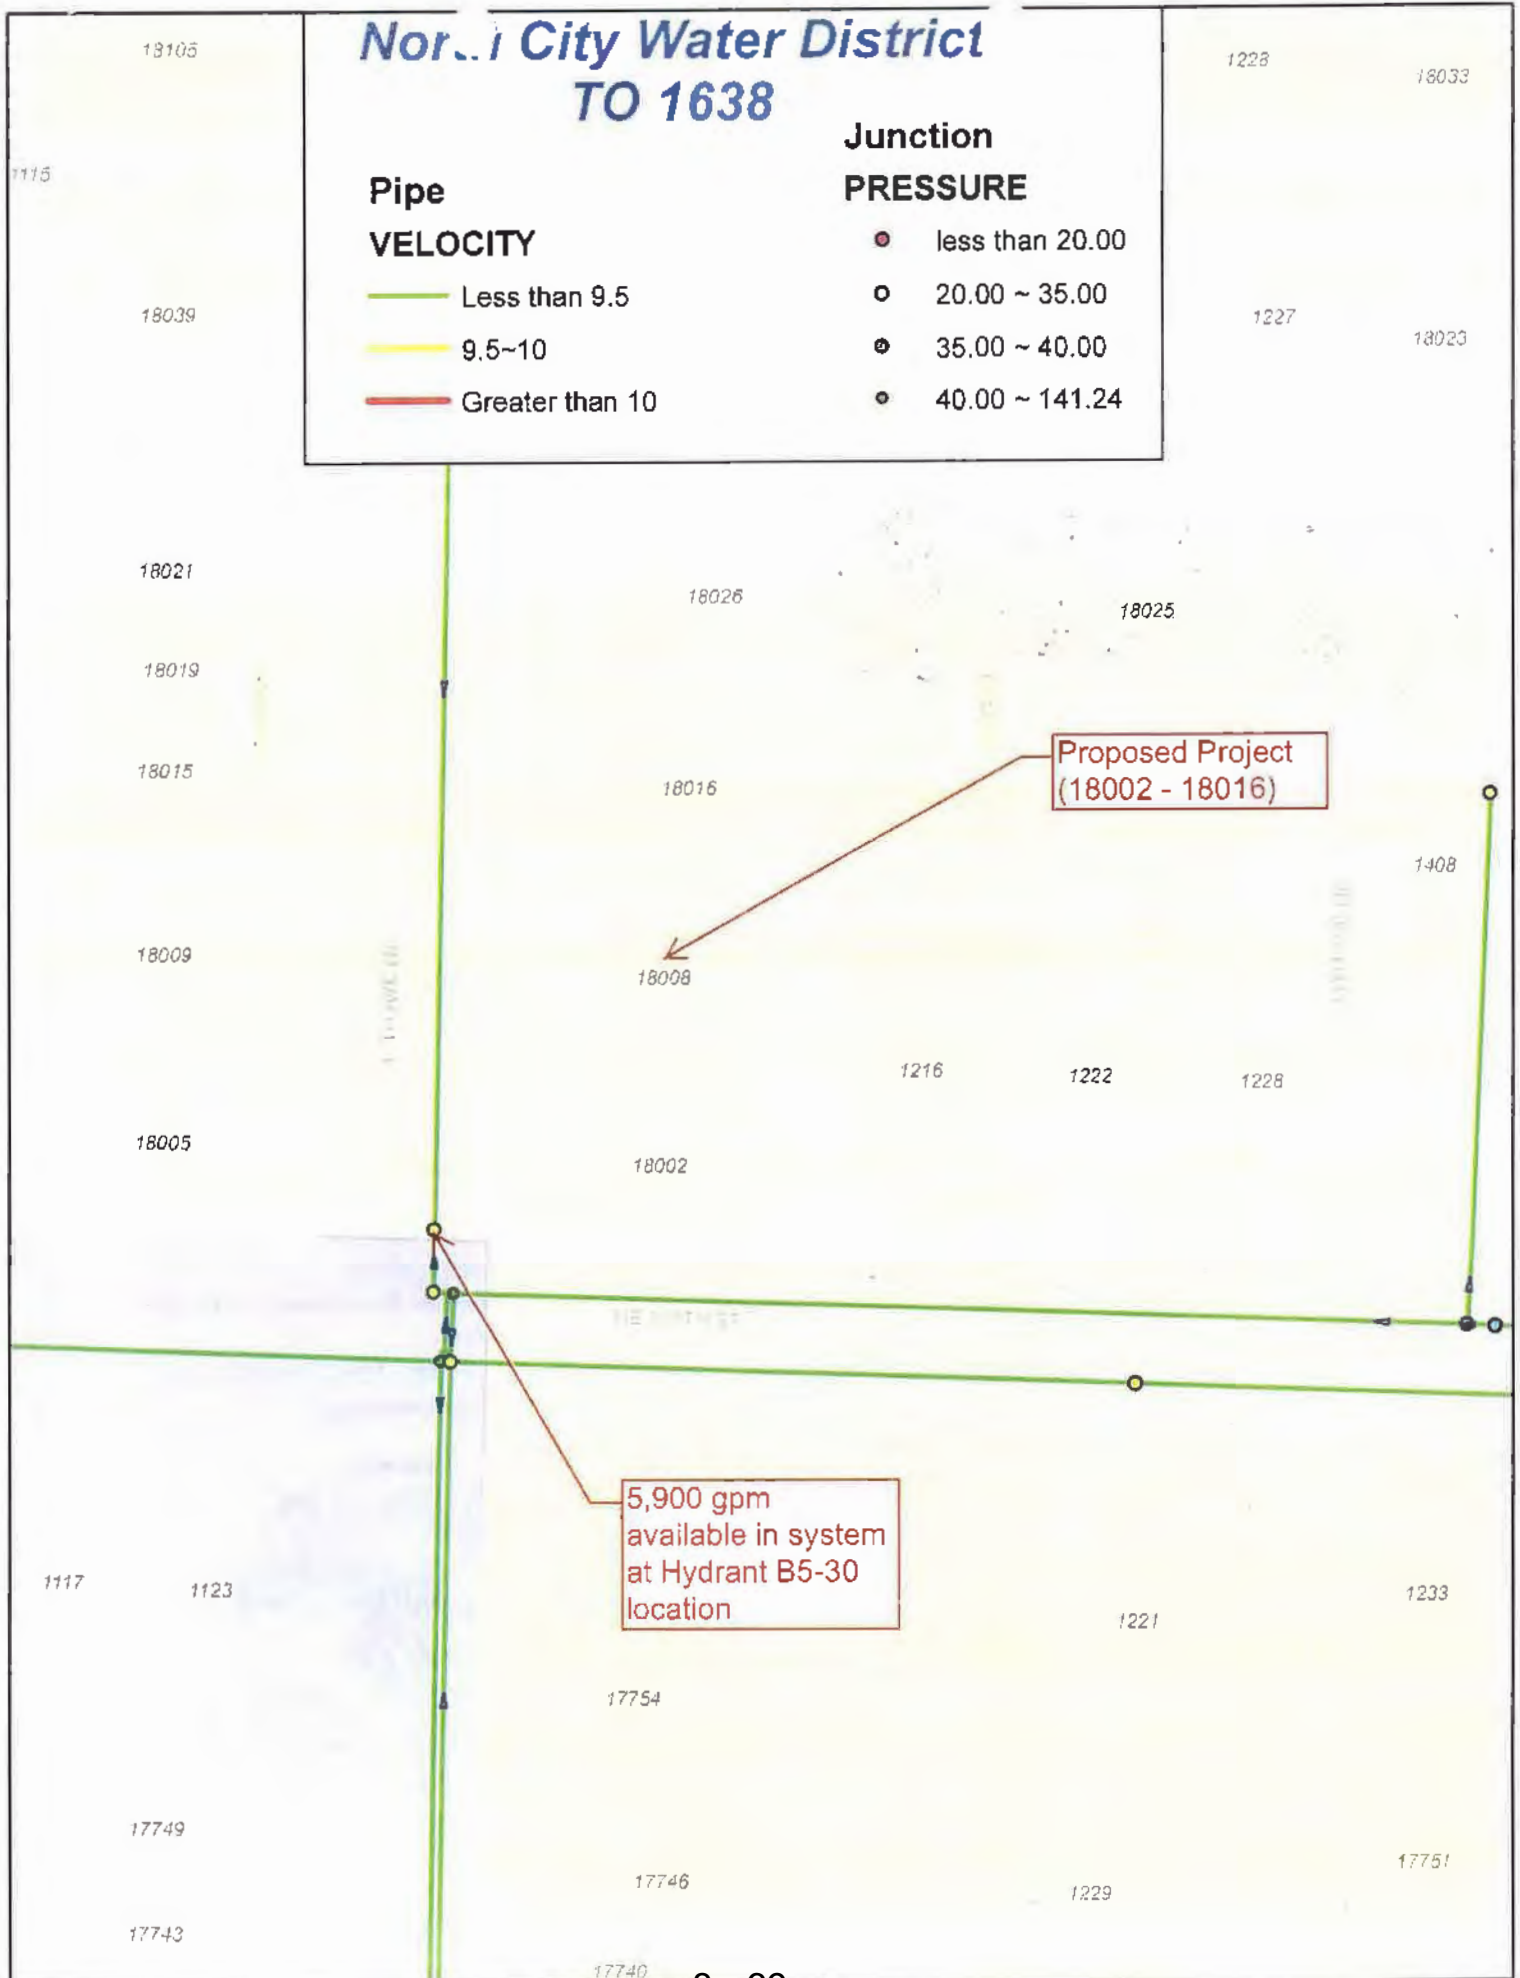 City Water District
TO 1638
Pipe
VELOCITY
Less than 9.5
9.5~10
Greater than 10
Junction
PRESSURE
less than 20.00
20.00 ~ 35.00
35.00 ~ 40.00
40.00 ~ 141.24
18105
1228
18033
1115
18039
1227
18023
18021
18026
18025
18019
18015
18016
Proposed Project
(18002 - 18016)
1408
18009
18008
1216
1222
1228
18005
18002
5,900 gpm
available in system
at Hydrant B5-30
location
1117
1123
1233
1221
17754
17749
17746
1229
17751
17743
17740